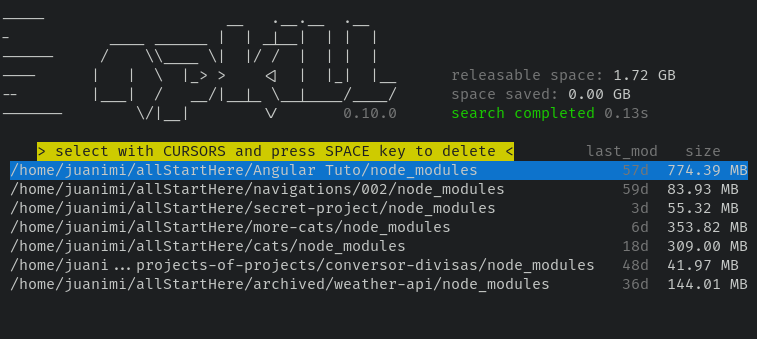 npkill
releasable space: 1.72 GB
space saved: 0.00 GB
0.10.0 search completed 0.13s
> select with CURSORS and press SPACE key to delete < last_mod size
/home/juanimi/allStartHere/Angular Tuto/node_modules 57d 774.39 MB
/home/juanimi/allStartHere/navigations/002/node_modules 59d 83.93 MB
/home/juanimi/allStartHere/secret-project/node_modules 3d 55.32 MB
/home/juanimi/allStartHere/more-cats/node_modules 6d 353.82 MB
/home/juanimi/allStartHere/cats/node_modules 18d 309.00 MB
/home/juani...projects-of-projects/conversor-divisas/node_modules 48d 41.97 MB
/home/juanimi/allStartHere/archived/weather-api/node_modules 36d 144.01 MB